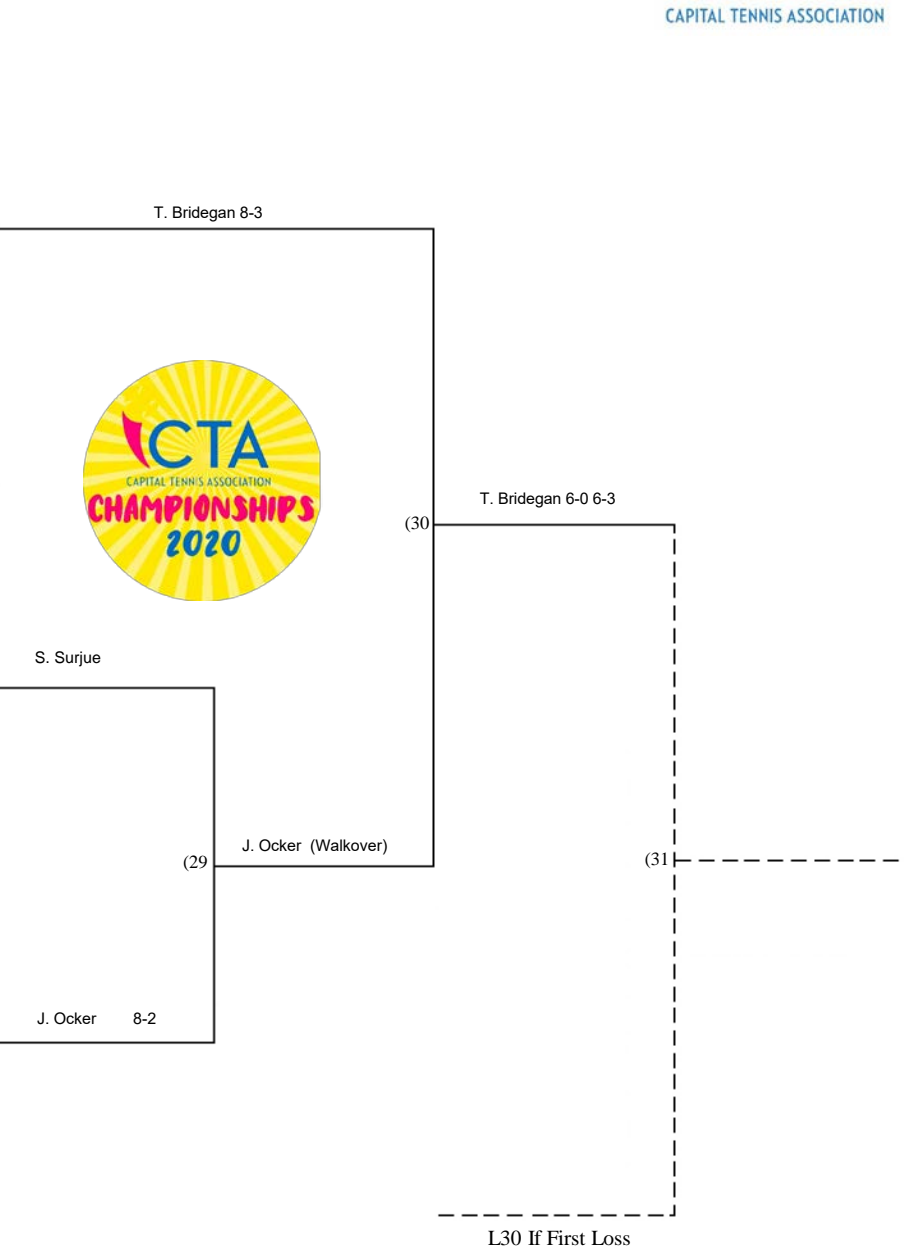 CAPITAL TENNIS ASSOCIATION
T. Bridegan 8-3
CTA
CAPITAL TENNIS ASSOCIATION
CHAMPIONSHIPS
2020
T. Bridegan 6-0 6-3
(30
S. Surjue
J. Ocker (Walkover)
(29
(31
J. Ocker 8-2
L30 If First Loss